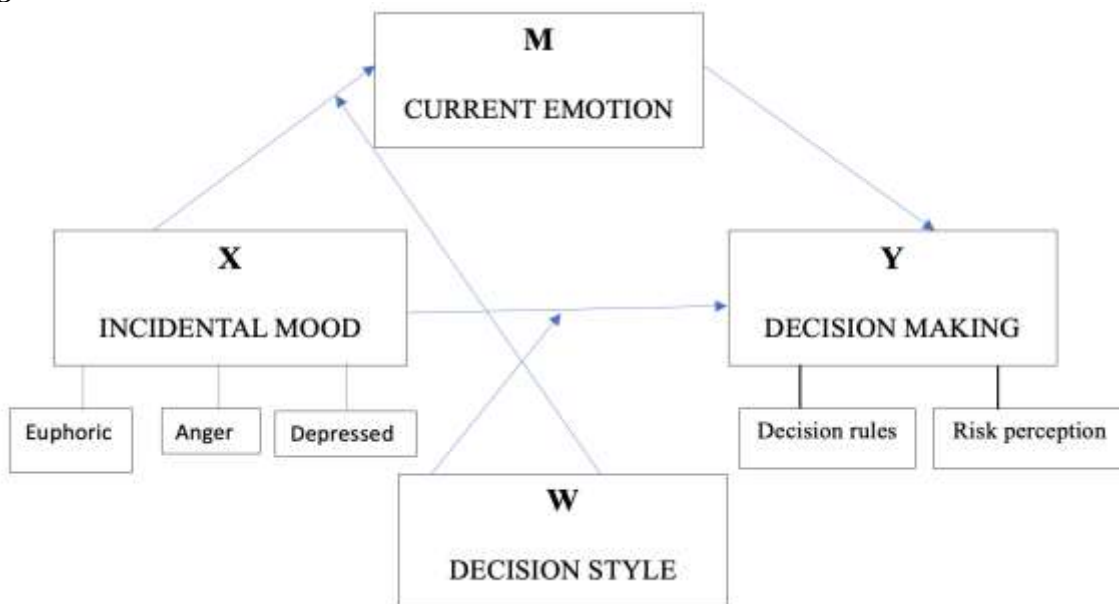 M
CURRENT EMOTION
X
INCIDENTAL MOOD
Y
DECISION MAKING
Euphoric
Anger
Depressed
Decision rules
Risk perception
W
DECISION STYLE